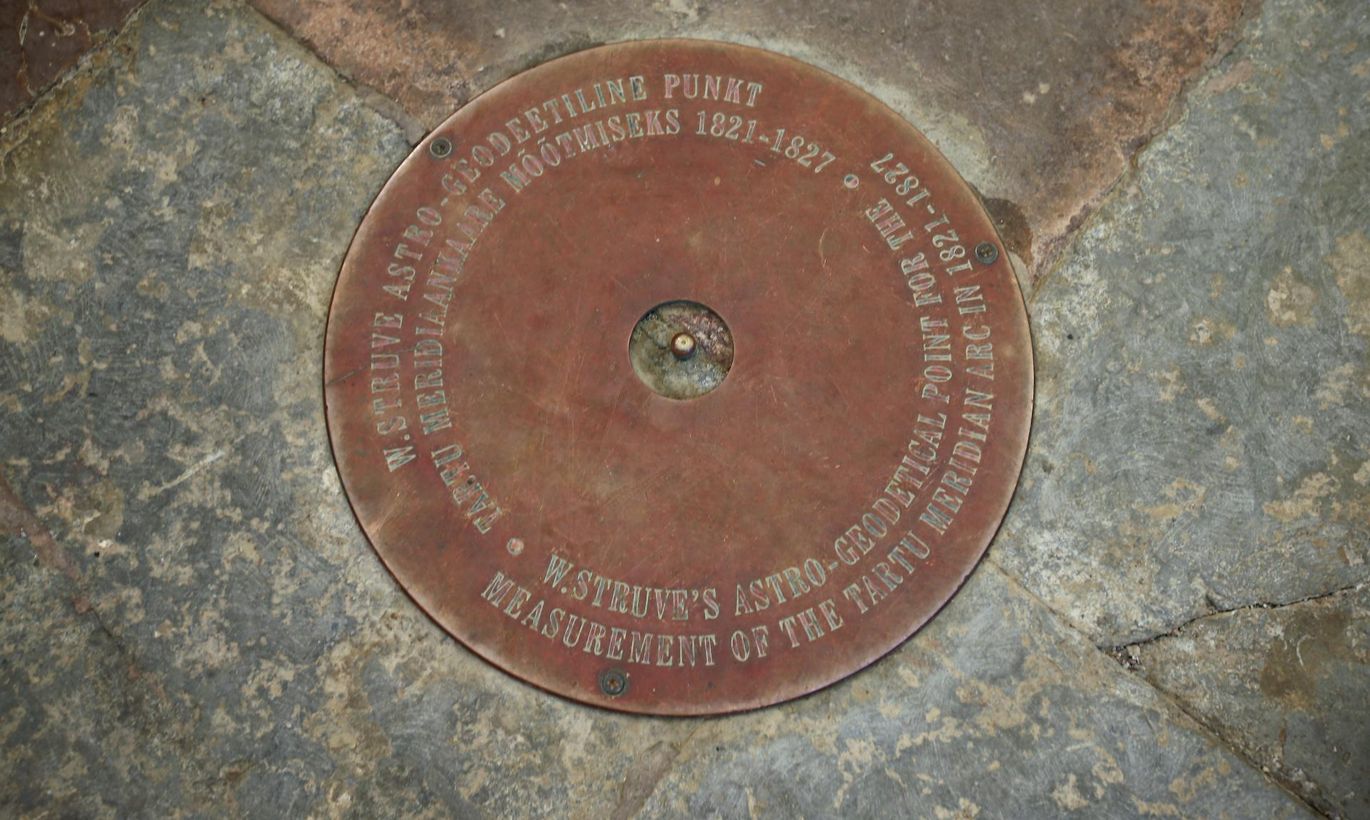 W.STRUVE ASTRO-GEODEETILINE PUNKT
TARTU MERIDIAANIKAARE MÕÕTMISEKS 1821-1827
W.STRUVE’S ASTRO-GEODETICAL POINT FOR THE
MEASUREMENT OF THE TARTU MERIDIAN ARC IN 1821-1827